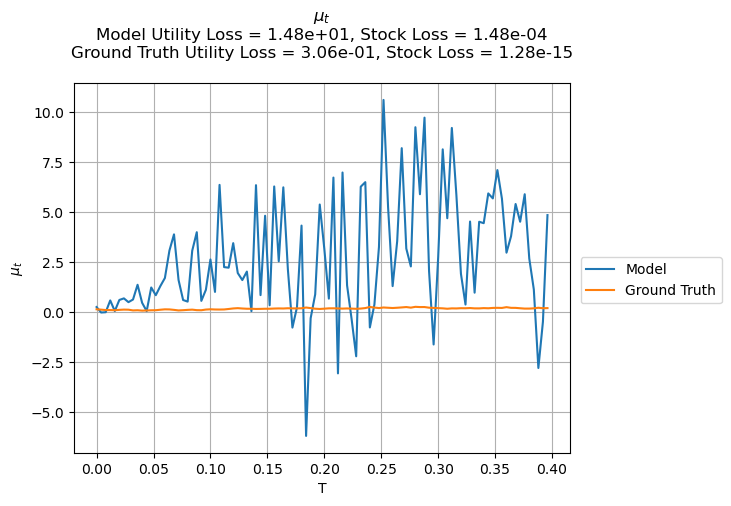 μₜ
Model Utility Loss = 1.48e+01, Stock Loss = 1.48e-04
Ground Truth Utility Loss = 3.06e-01, Stock Loss = 1.28e-15
10.0
7.5
5.0
2.5
0.0
−2.5
−5.0
μₜ
0.00 0.05 0.10 0.15 0.20 0.25 0.30 0.35 0.40
T
Model
Ground Truth